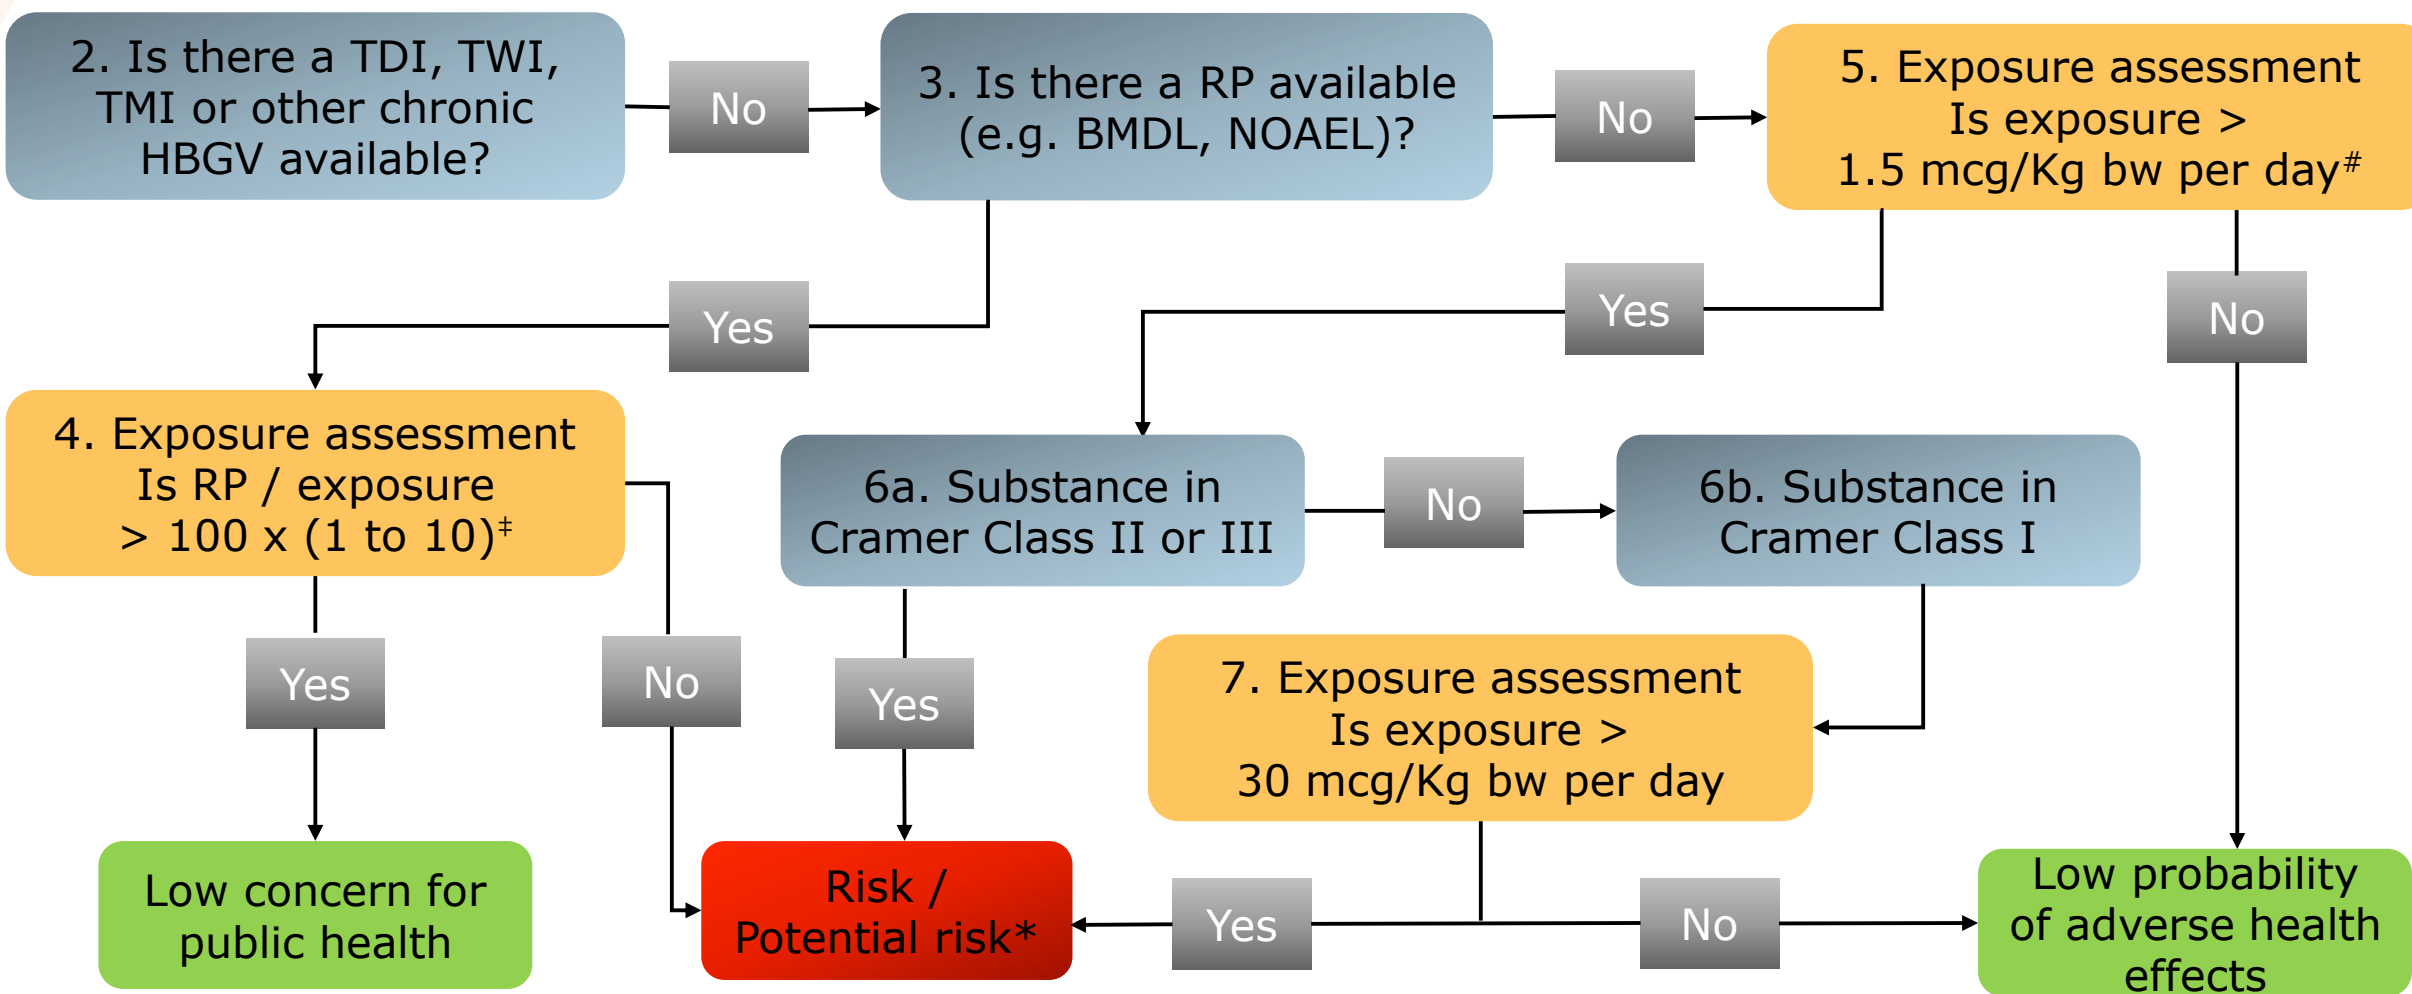 2. Is there a TDI, TWI,
TMI or other chronic
HBGV available?
No
3. Is there a RP available
(e.g. BMDL, NOAEL)?
No
5. Exposure assessment
Is exposure >
1.5 mcg/Kg bw per day#
Yes
Yes
No
4. Exposure assessment
Is RP / exposure
> 100 x (1 to 10)‡
6a. Substance in
Cramer Class II or III
No
6b. Substance in
Cramer Class I
Yes
No
Yes
7. Exposure assessment
Is exposure >
30 mcg/Kg bw per day
Low concern for
public health
Risk /
Potential risk*
Yes
No
Low probability
of adverse health
effects